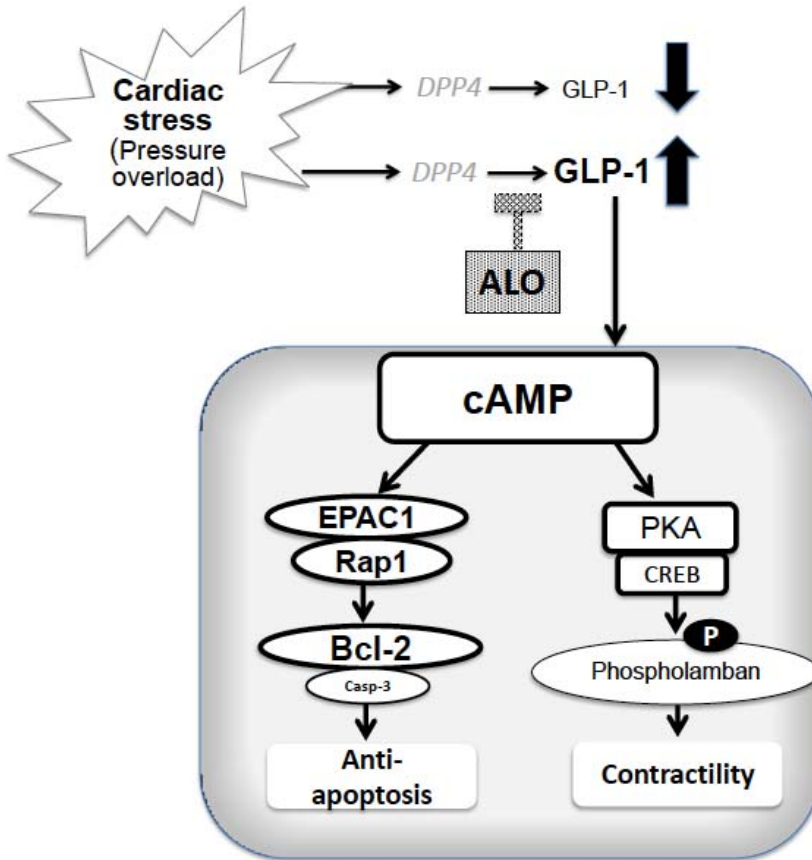 Cardiac
stress
(Pressure
overload)
DPP4
GLP-1
DPP4
GLP-1
ALO
cAMP
EPAC1
Rap1
Bcl-2
Casp-3
Anti-
apoptosis
PKA
CREB
P
Phospholamban
Contractility